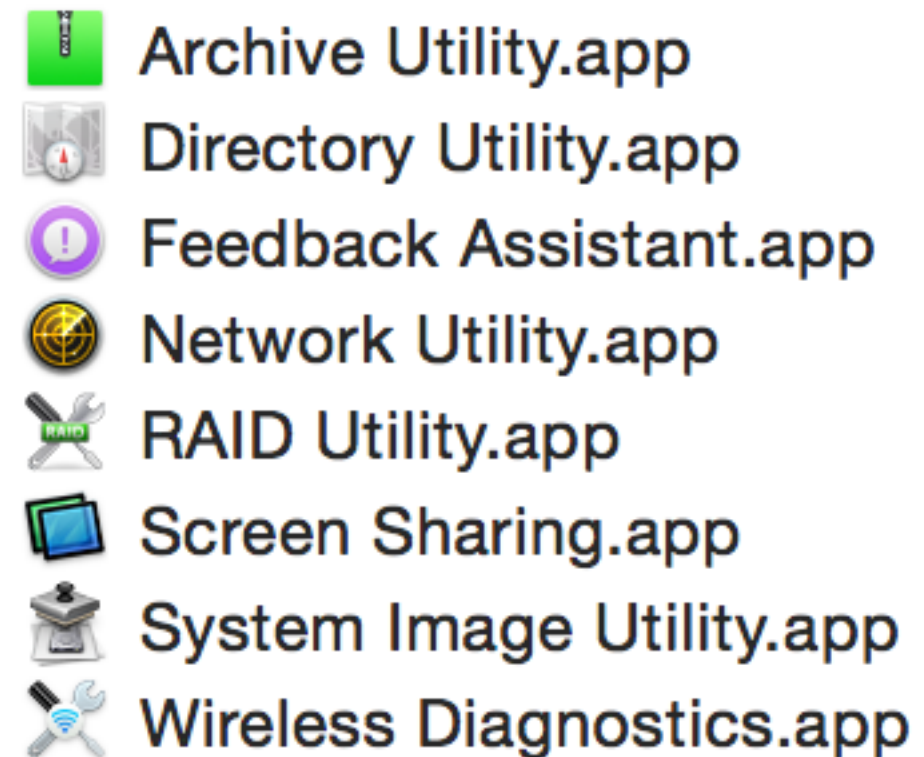 Archive Utility.app
Directory Utility.app
Feedback Assistant.app
Network Utility.app
RAID
RAID Utility.app
Screen Sharing.app
System Image Utility.app
Wireless Diagnostics.app